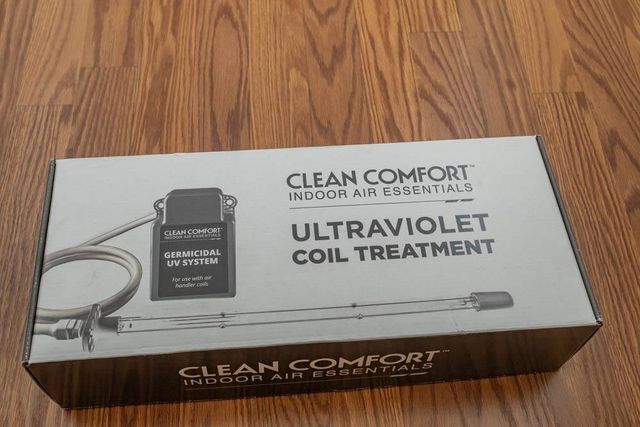 CLEAN COMFORT™
INDOOR AIR ESSENTIALS
ULTRAVIOLET
COIL TREATMENT
CLEAN COMFORT
INDOOR AIR ESSENTIALS
GERMICIDAL
UV SYSTEM
For use with air
handler coils
CLEAN COMFORT™
INDOOR AIR ESSENTIALS